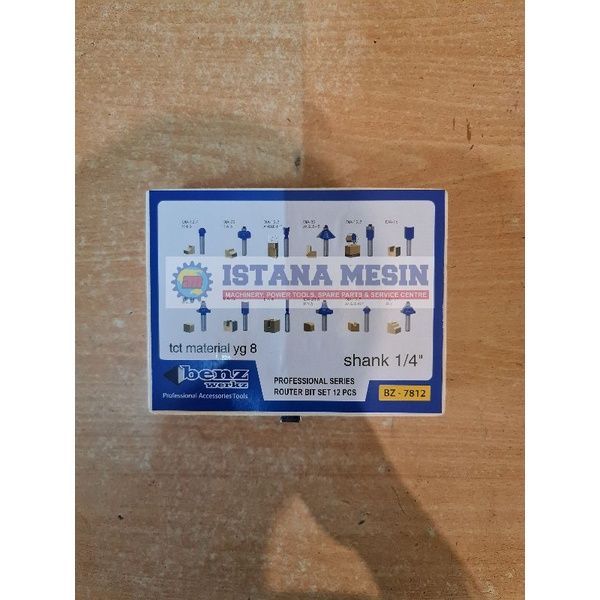 ISTANA MESIN
MACHINERY, POWER TOOLS, SPARE PARTS & SERVICE CENTRE
tct material yg 8
shank 1/4"
benz
werkz
Professional Accessories Tools
PROFESSIONAL SERIES
ROUTER BIT SET 12 PCS
BZ - 7812